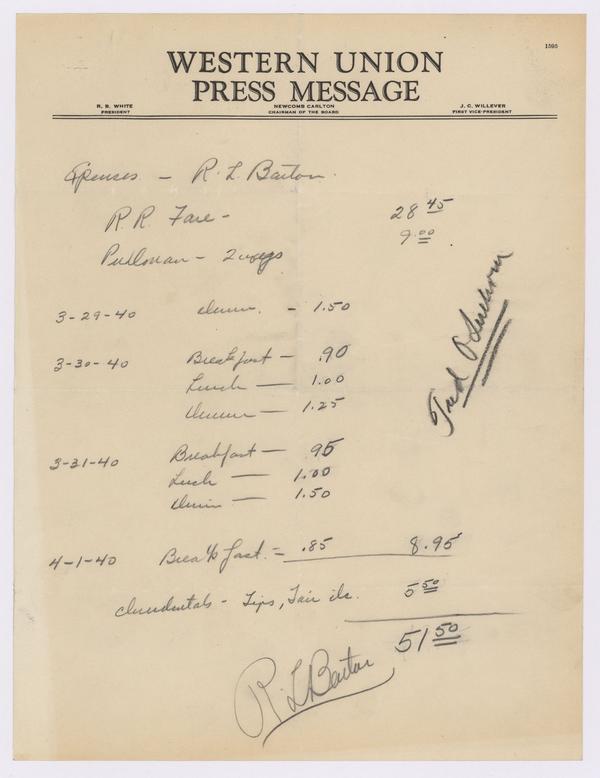 1595
WESTERN UNION
PRESS MESSAGE
R. B. WHITE
PRESIDENT
NEWCOMB CARLTON
CHAIRMAN OF THE BOARD
J. C. WILLEVER
FIRST VICE-PRESIDENT
Expenses - R. L. Barton.
R.R. Fare - 28 45
Pullman - 2 ways 9.00
3-29-40 Dinner. - 1.50
3-30-40 Breakfast - .90
Lunch - 1.00
Dinner - 1.25
3-31-40 Breakfast - 95
Lunch - 1.00
Dinner - 1.50
4-1-40 Breakfast. - .85 8.95
Incidentals - Tips, etc. 5 50
51 50
R. L. Barton
Fred